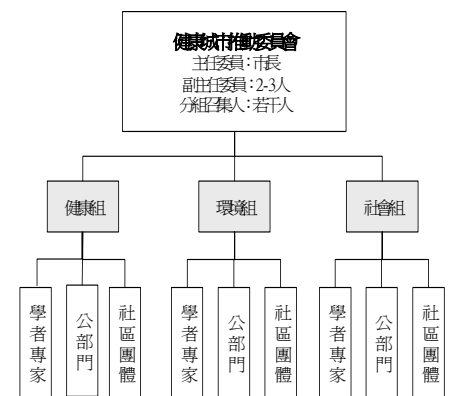 健康城市推動委員會
主任委員:市長
副主任委員:2-3人
分組召集人:若干人
健康組
環境組
社會組
學者專家
公部門
社區團體
學者專家
公部門
社區團體
學者專家
公部門
社區團體